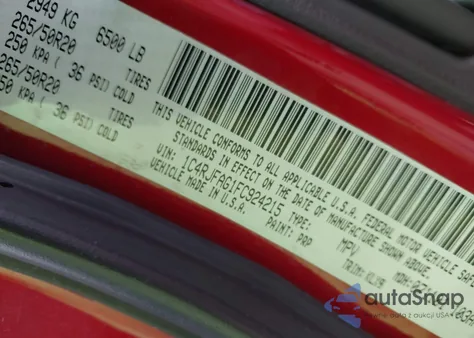 2949 KG 6500 LB
265/50R20 TIRES
250 KPA ( 36 PSI) COLD
265/50R20 TIRES
250 KPA ( 36 PSI) COLD
THIS VEHICLE CONFORMS TO ALL APPLICABLE U.S.A. FEDERAL MOTOR VEHICLE
STANDARDS IN EFFECT ON THE DATE OF MANUFACTURE SHOWN ABOVE.
VIN: 1C4RJFAG1FC924215 TYPE: MPV
VEHICLE MADE IN U.S.A. PAINT: PRP TRIM:
autoSnap